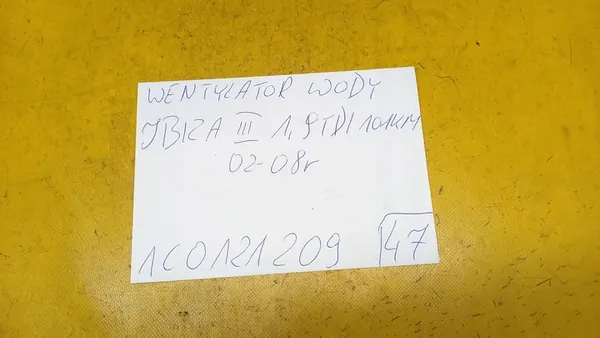 WENTYLATOR WODY
IBIZA III 1,9TDI 101KM
02-08r
1C0121209 47